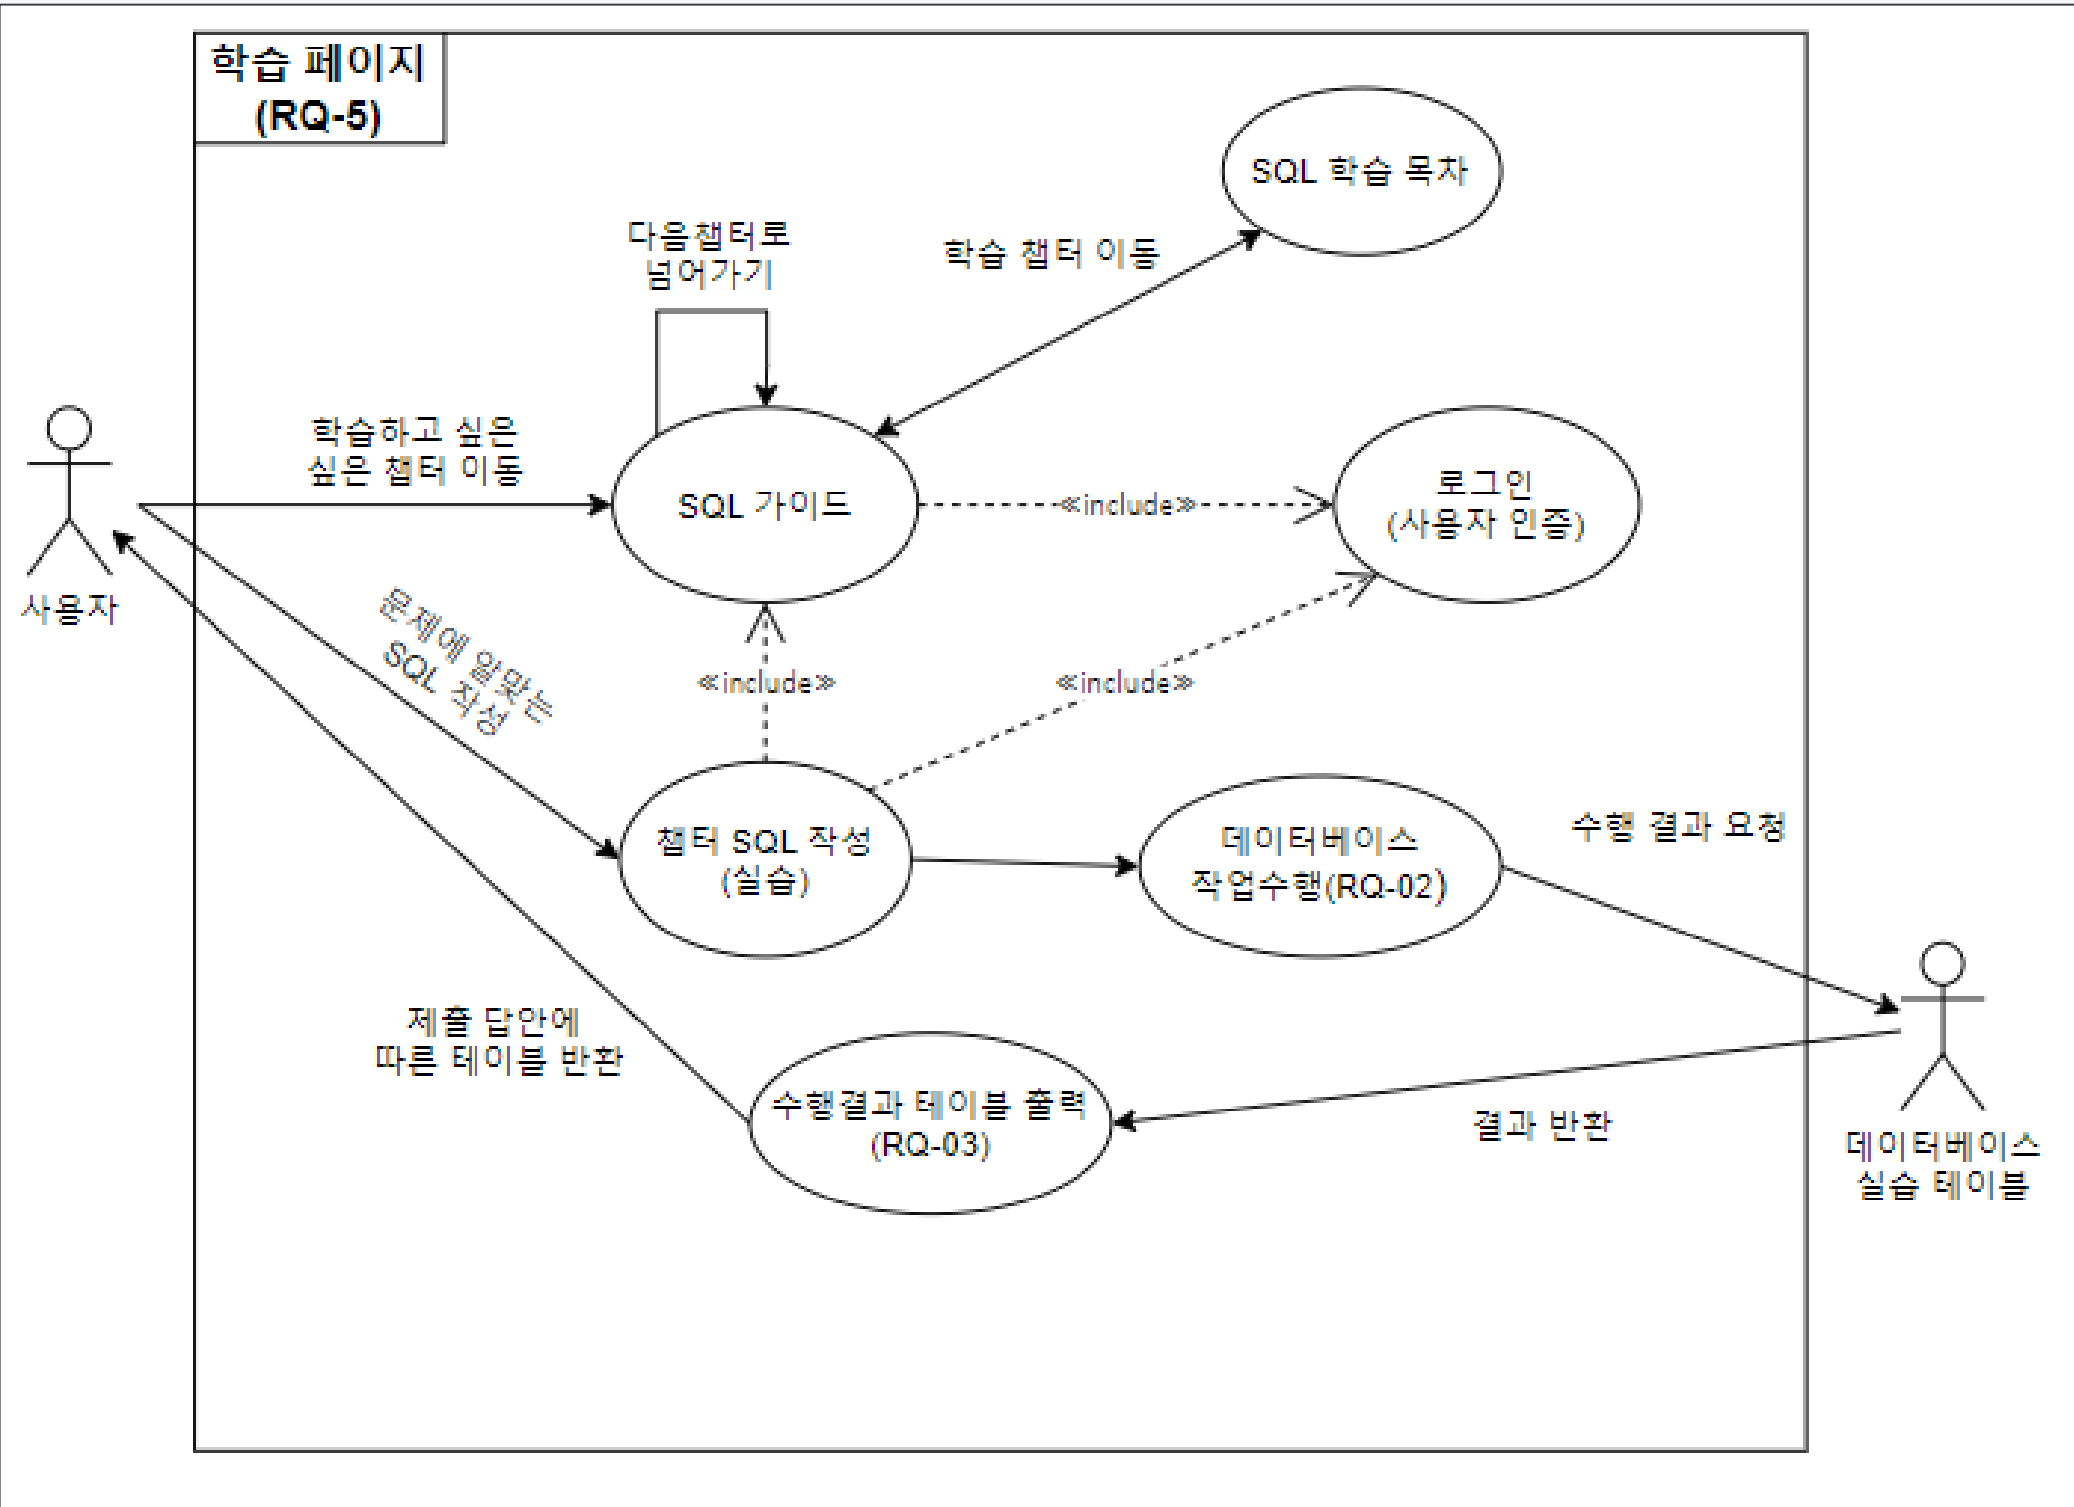 학습 페이지
(RQ-5)
SQL 학습 목차
다음챕터로
넘어가기
학습 챕터 이동
학습하고 싶은
싶은 챕터 이동
SQL 가이드
≪include≫
로그인
(사용자 인증)
사용자
문제에 알맞는
SQL 작성
≪include≫
≪include≫
챕터 SQL 작성
(실습)
데이터베이스
작업수행(RQ-02)
수행 결과 요청
제출 답안에
따른 테이블 반환
수행결과 테이블 출력
(RQ-03)
결과 반환
데이터베이스
실습 테이블